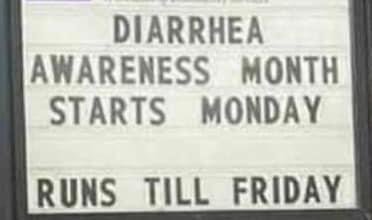 DIARRHEA
AWARENESS MONTH
STARTS MONDAY
RUNS TILL FRIDAY